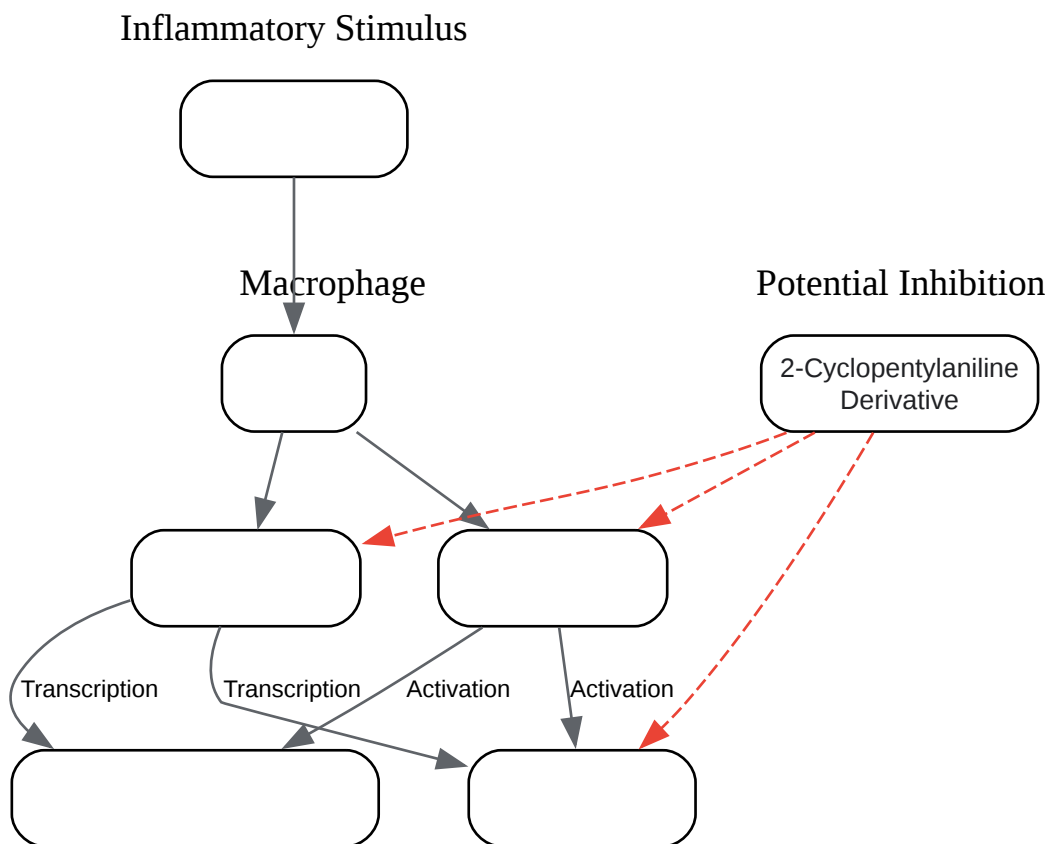 Inflammatory Stimulus
Macrophage
Potential Inhibition
2-Cyclopentylaniline
Derivative
Transcription
Transcription
Activation
Activation